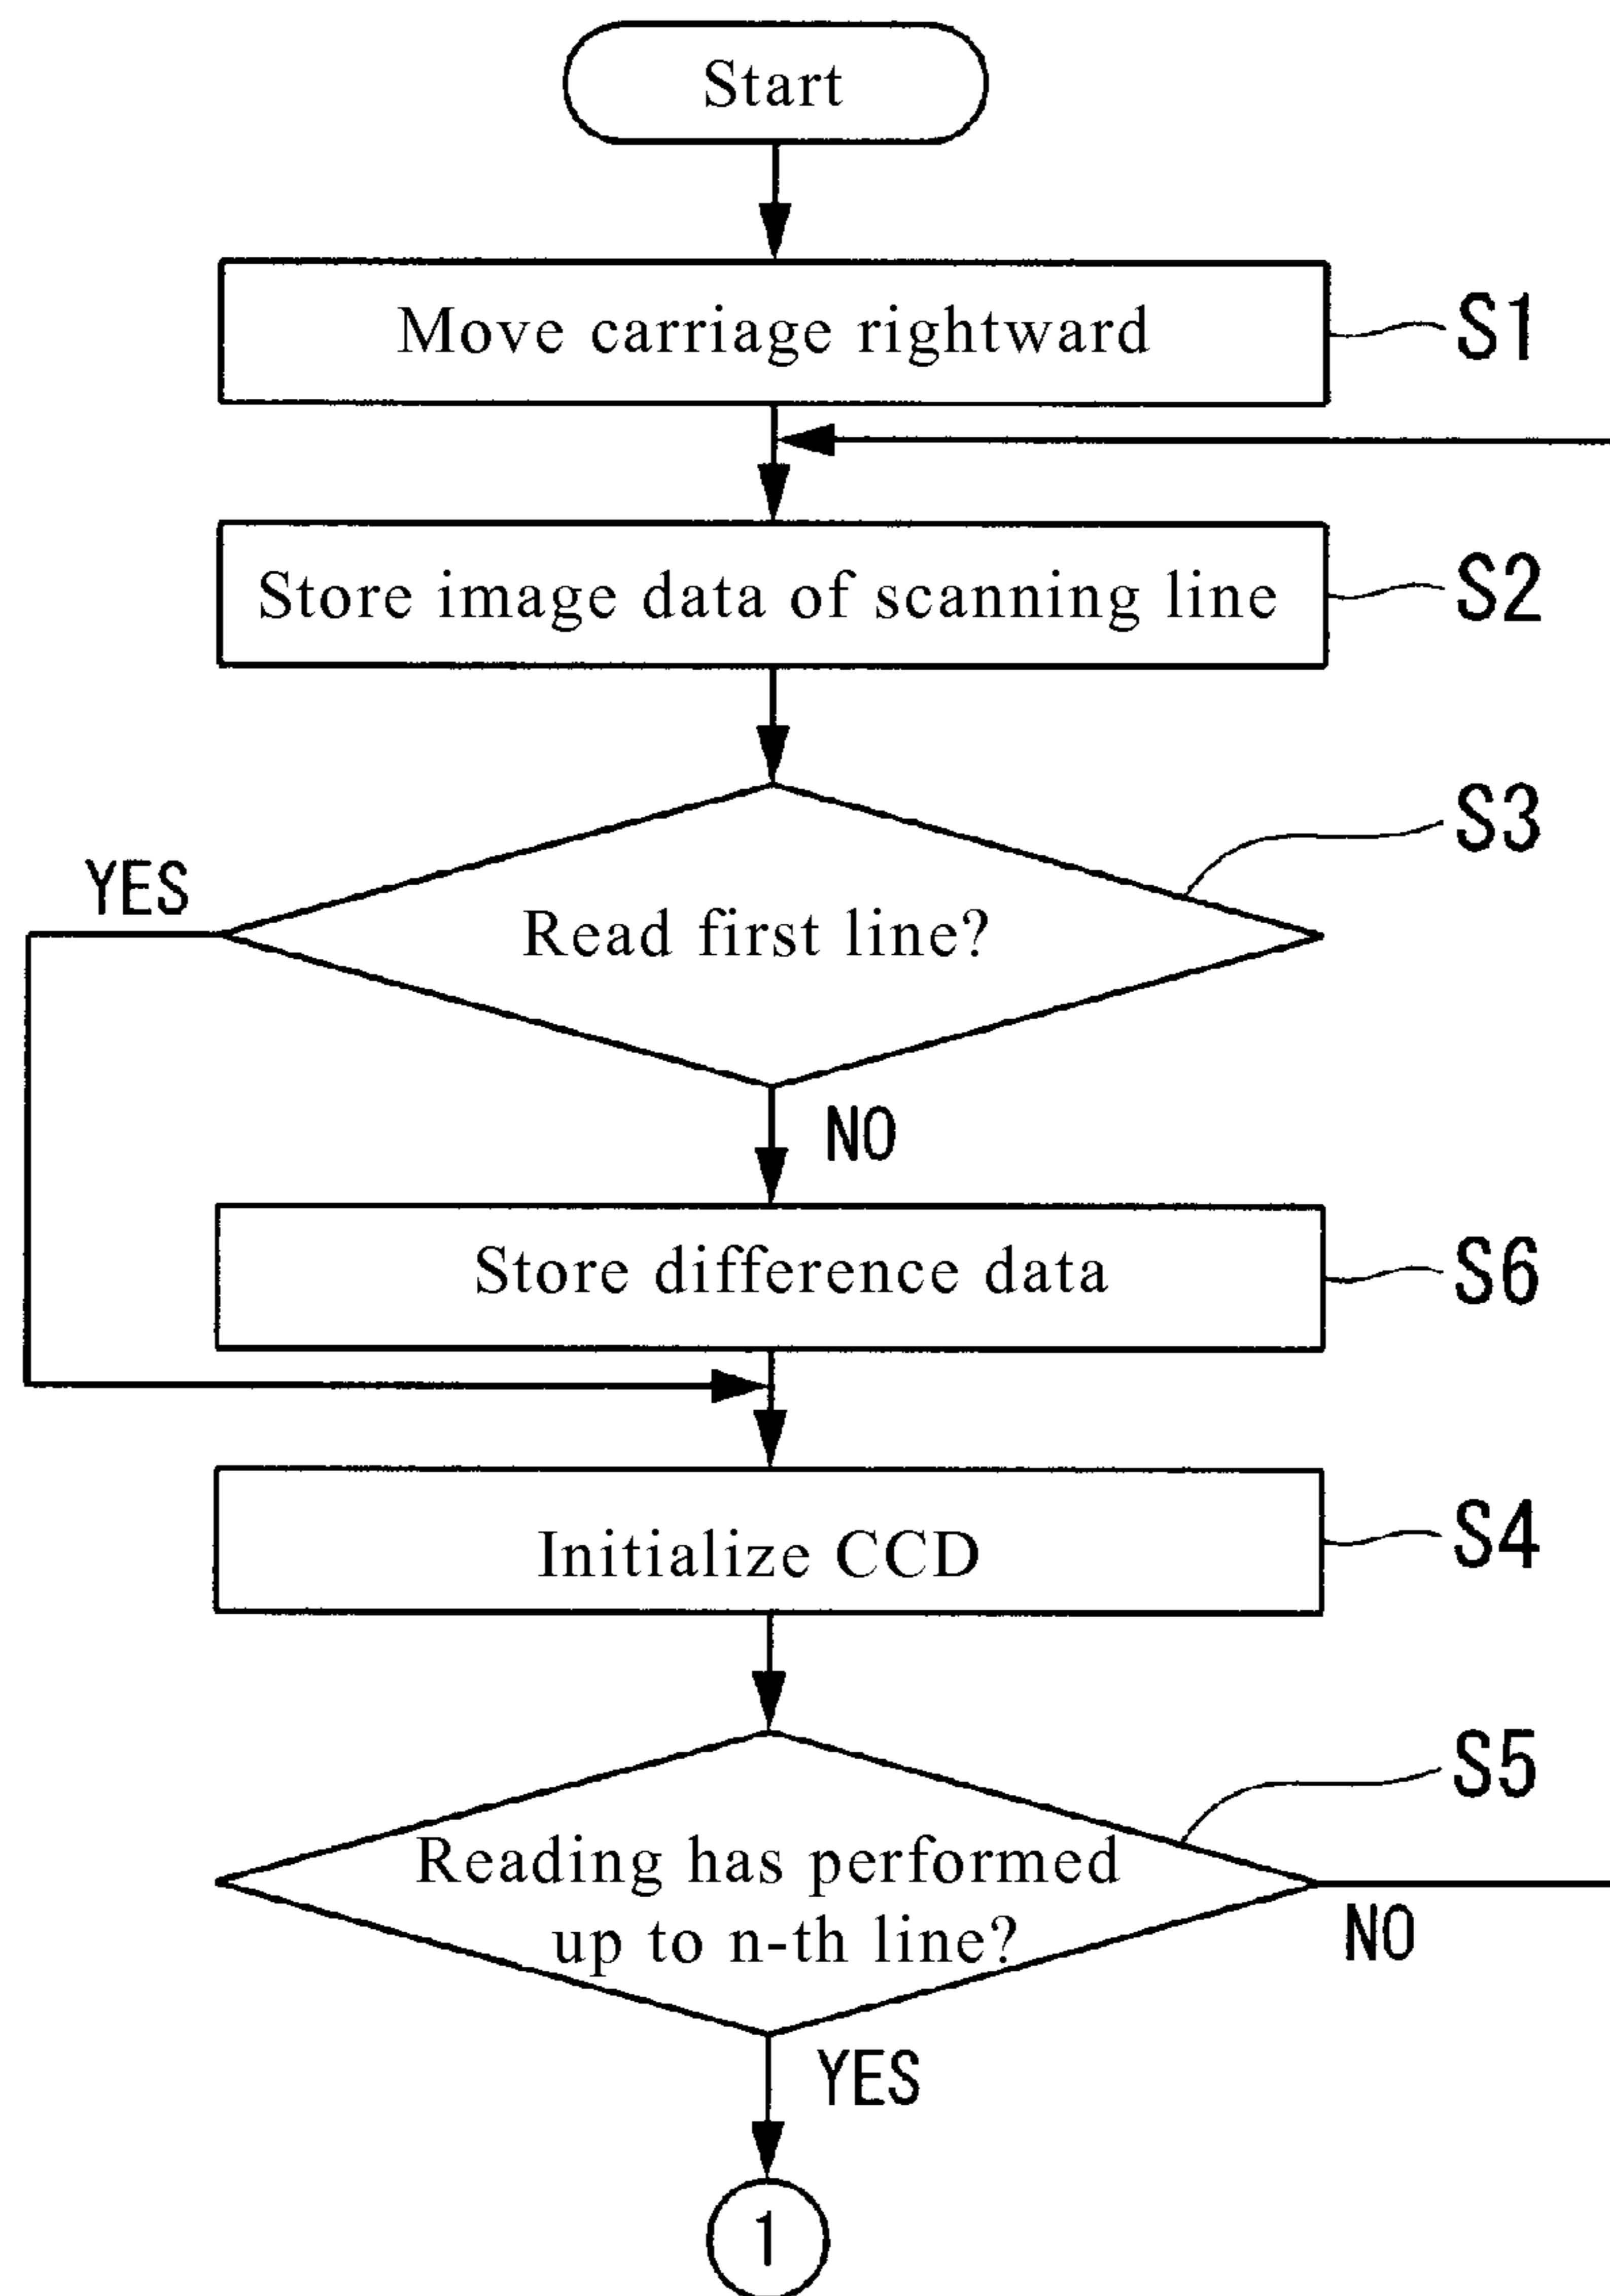 Start
Move carriage rightward
S1
Store image data of scanning line
S2
S3
YES
Read first line?
NO
Store difference data
S6
Initialize CCD
S4
S5
Reading has performed
up to n-th line?
NO
YES
1